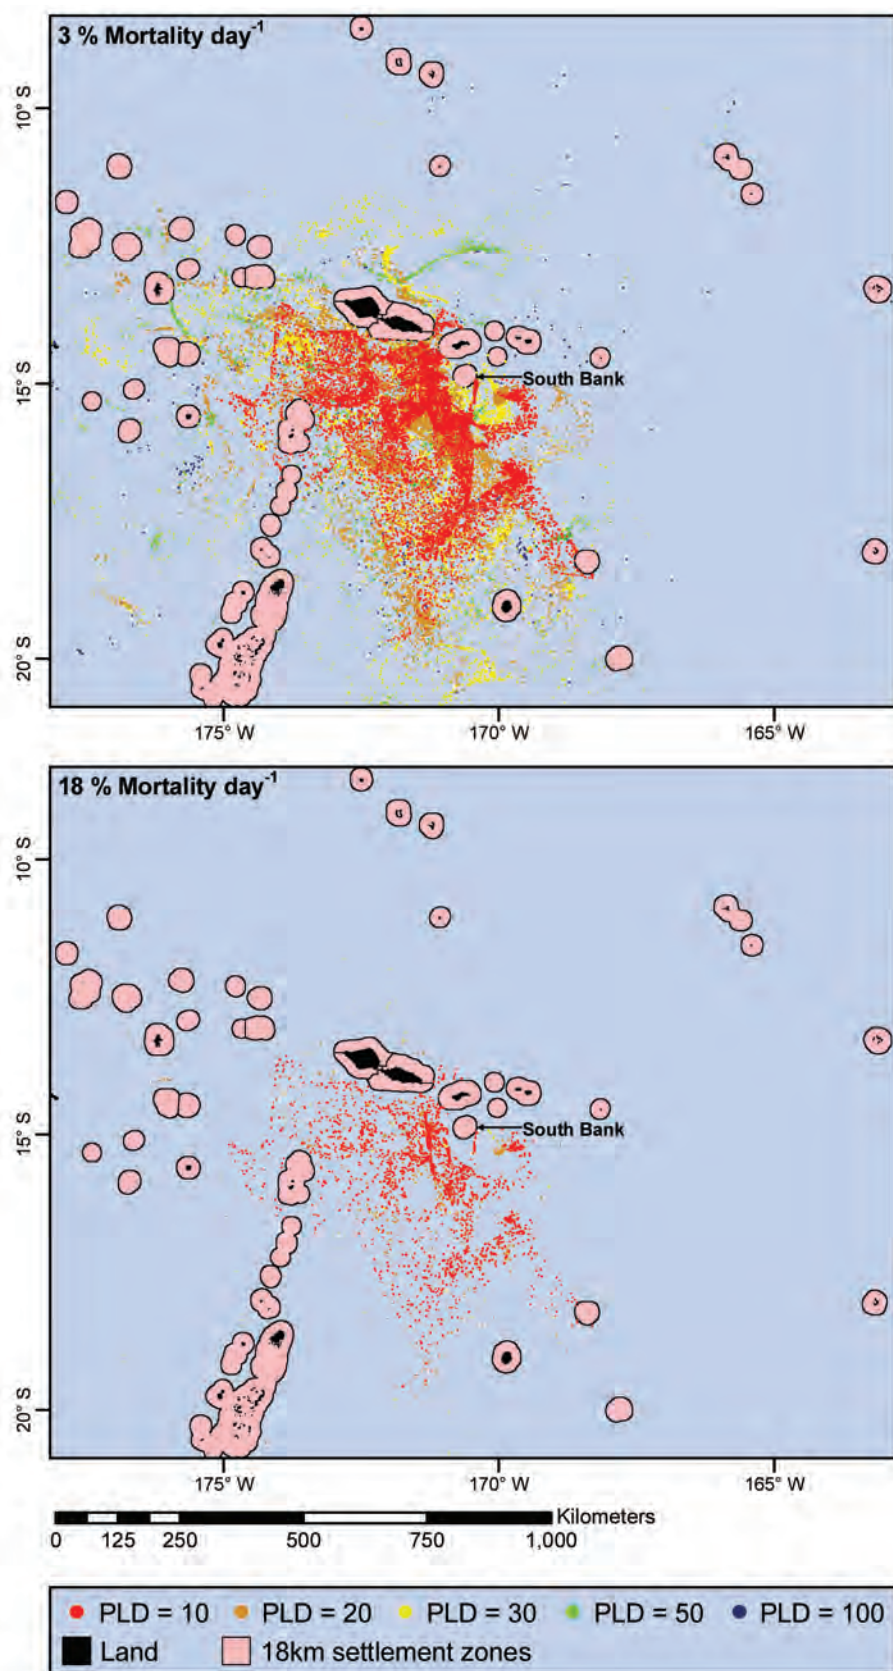 3 % Mortality day-1
10° S
15° S
20° S
South Bank
175° W
170° W
165° W
18 % Mortality day-1
10° S
15° S
20° S
South Bank
175° W
170° W
165° W
Kilometers
0 125 250 500 750 1,000
PLD = 10 PLD = 20 PLD = 30 PLD = 50 PLD = 100
Land 18km settlement zones